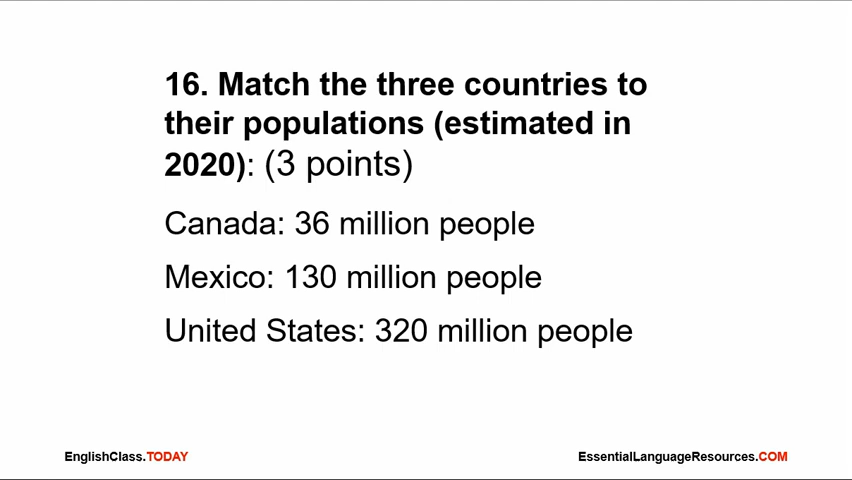 16. Match the three countries to
their populations (estimated in
2020): (3 points)
Canada: 36 million people
Mexico: 130 million people
United States: 320 million people
EnglishClass.TODAY
EssentialLanguageResources.COM